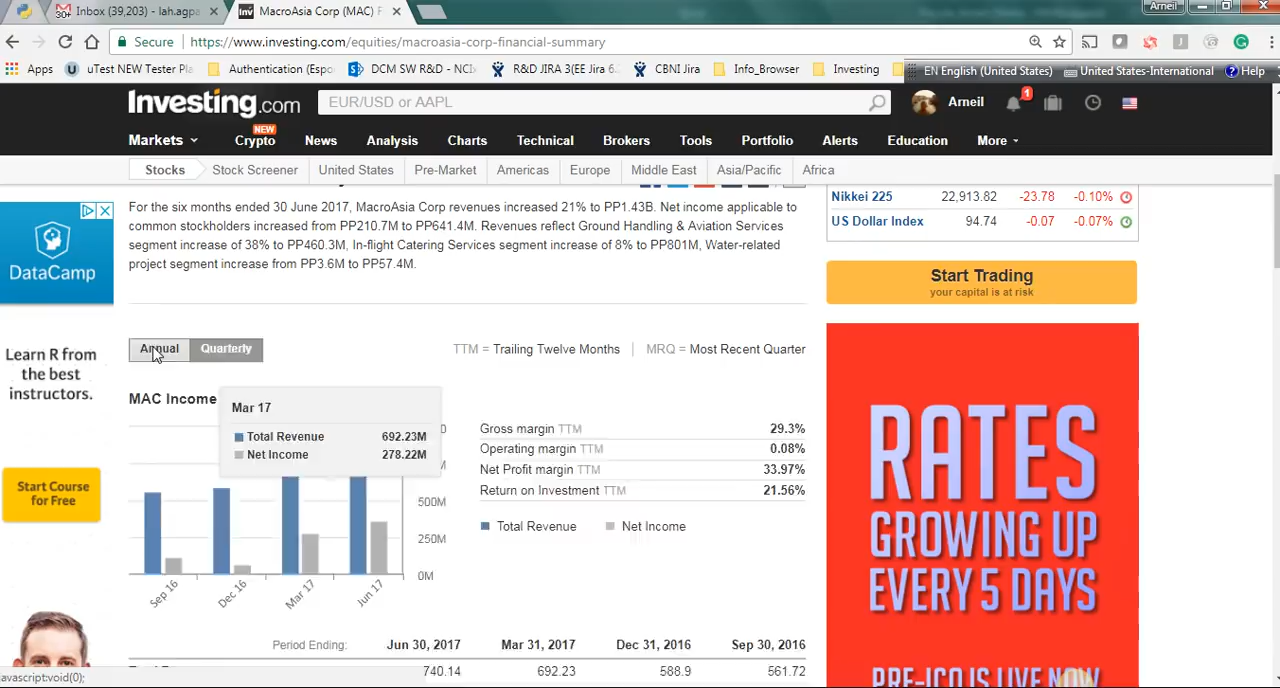 Inbox (39,203) - lah.agpa
MacroAsia Corp (MAC) F
Arneil
Secure
https://www.investing.com/equities/macroasia-corp-financial-summary
Apps
uTest NEW Tester Pla
Authentication (Espo
DCM SW R&D - NCI
R&D JIRA 3(EE Jira 6.
CBNI Jira
Info_Browser
Investing
EN English (United States)
United States-International
Help
Investing.com
EUR/USD or AAPL
Arneil
1
Markets
Crypto
NEW
News
Analysis
Charts
Technical
Brokers
Tools
Portfolio
Alerts
Education
More
Stocks
Stock Screener
United States
Pre-Market
Americas
Europe
Middle East
Asia/Pacific
Africa
For the six months ended 30 June 2017, MacroAsia Corp revenues increased 21% to PP1.43B. Net income applicable to
common stockholders increased from PP210.7M to PP641.4M. Revenues reflect Ground Handling & Aviation Services
segment increase of 38% to PP460.3M, In-flight Catering Services segment increase of 8% to PP801M, Water-related
project segment increase from PP3.6M to PP57.4M.
Nikkei 225 22,913.82 -23.78 -0.10%
US Dollar Index 94.74 -0.07 -0.07%
Start Trading
your capital is at risk
DataCamp
Learn R from
the best
instructors.
Start Course
for Free
Annual
Quarterly
TTM = Trailing Twelve Months | MRQ = Most Recent Quarter
MAC Income
Mar 17
Total Revenue 692.23M
Net Income 278.22M
500M
250M
0M
Sep 16
Dec 16
Mar 17
Jun 17
Gross margin TTM 29.3%
Operating margin TTM 0.08%
Net Profit margin TTM 33.97%
Return on Investment TTM 21.56%
Total Revenue
Net Income
Period Ending: Jun 30, 2017 Mar 31, 2017 Dec 31, 2016 Sep 30, 2016
740.14 692.23 588.9 561.72
RATES
GROWING UP
EVERY 5 DAYS
PRE-ICO IS LIVE NOW
javascript:void(0);